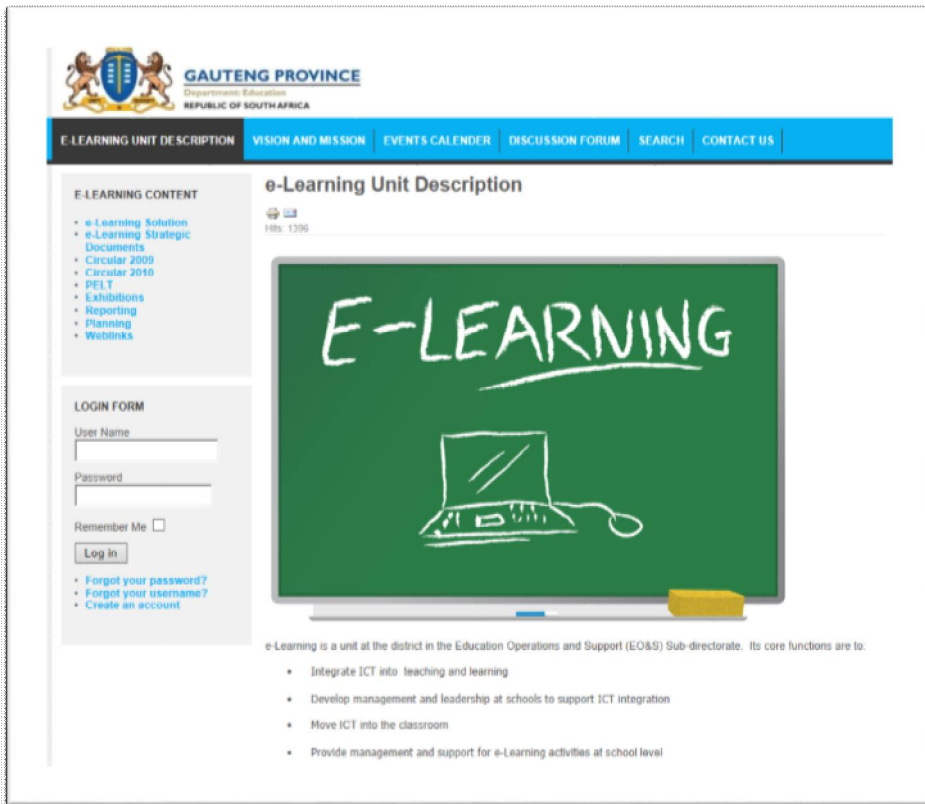 GAUTENG PROVINCE
Department: Education
REPUBLIC OF SOUTH AFRICA
E-LEARNING UNIT DESCRIPTION VISION AND MISSION EVENTS CALENDER DISCUSSION FORUM SEARCH CONTACT US
E-LEARNING CONTENT
• e-Learning Solution
• e-Learning Strategic
Documents
• Circular 2009
• Circular 2010
• PELT
• Exhibitions
• Reporting
• Planning
• Weblinks
LOGIN FORM
User Name
Password
Remember Me
Log in
• Forgot your password?
• Forgot your username?
• Create an account
e-Learning Unit Description
Hits: 1396
E-LEARNING
e-Learning is a unit at the district in the Education Operations and Support (EO&S) Sub-directorate. Its core functions are to:
• Integrate ICT into teaching and learning
• Develop management and leadership at schools to support ICT integration
• Move ICT into the classroom
• Provide management and support for e-Learning activities at school level